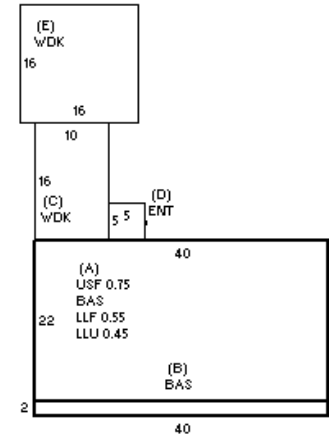 (E)
WDK
16
16
10
16
(C)
WDK
(D)
5 5 ENT
40
(A)
USF 0.75
BAS
22 LLF 0.55
LLU 0.45
(B)
BAS
2
40